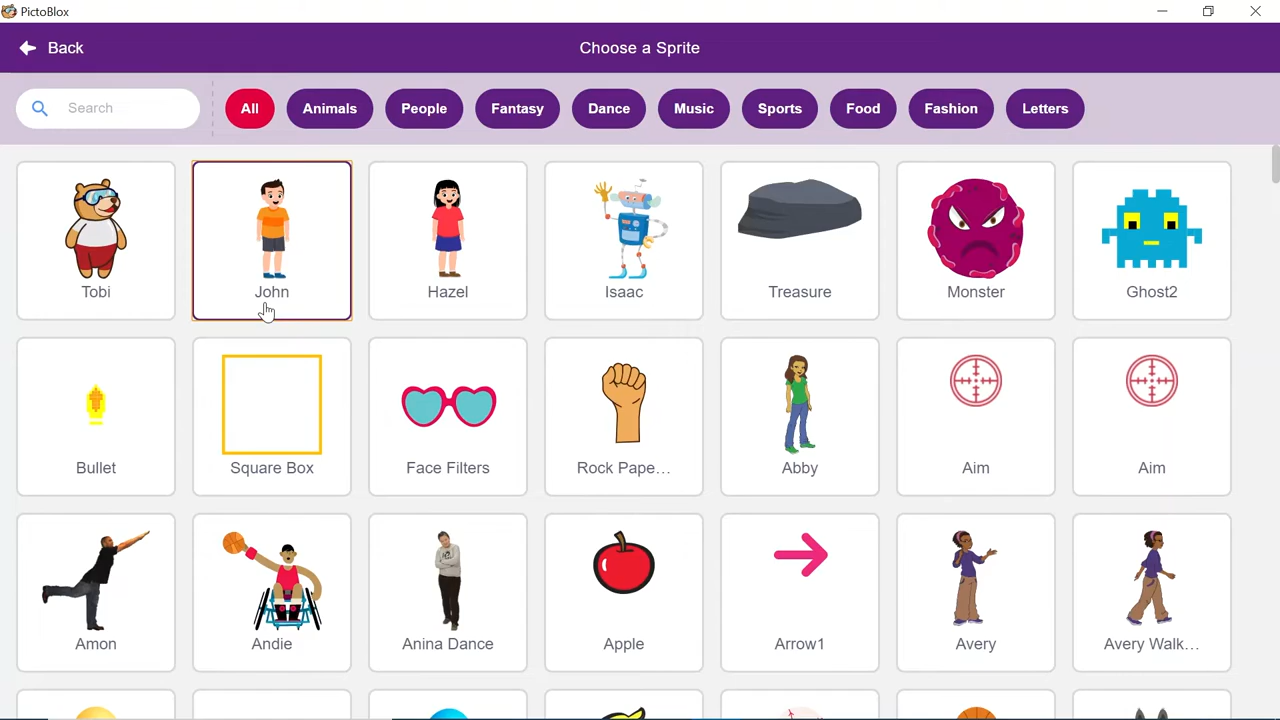 PictoBlox
Back
Choose a Sprite
Search
All
Animals
People
Fantasy
Dance
Music
Sports
Food
Fashion
Letters
Tobi
John
Hazel
Isaac
Treasure
Monster
Ghost2
Bullet
Square Box
Face Filters
Rock Pape...
Abby
Aim
Aim
Amon
Andie
Anina Dance
Apple
Arrow1
Avery
Avery Walk...